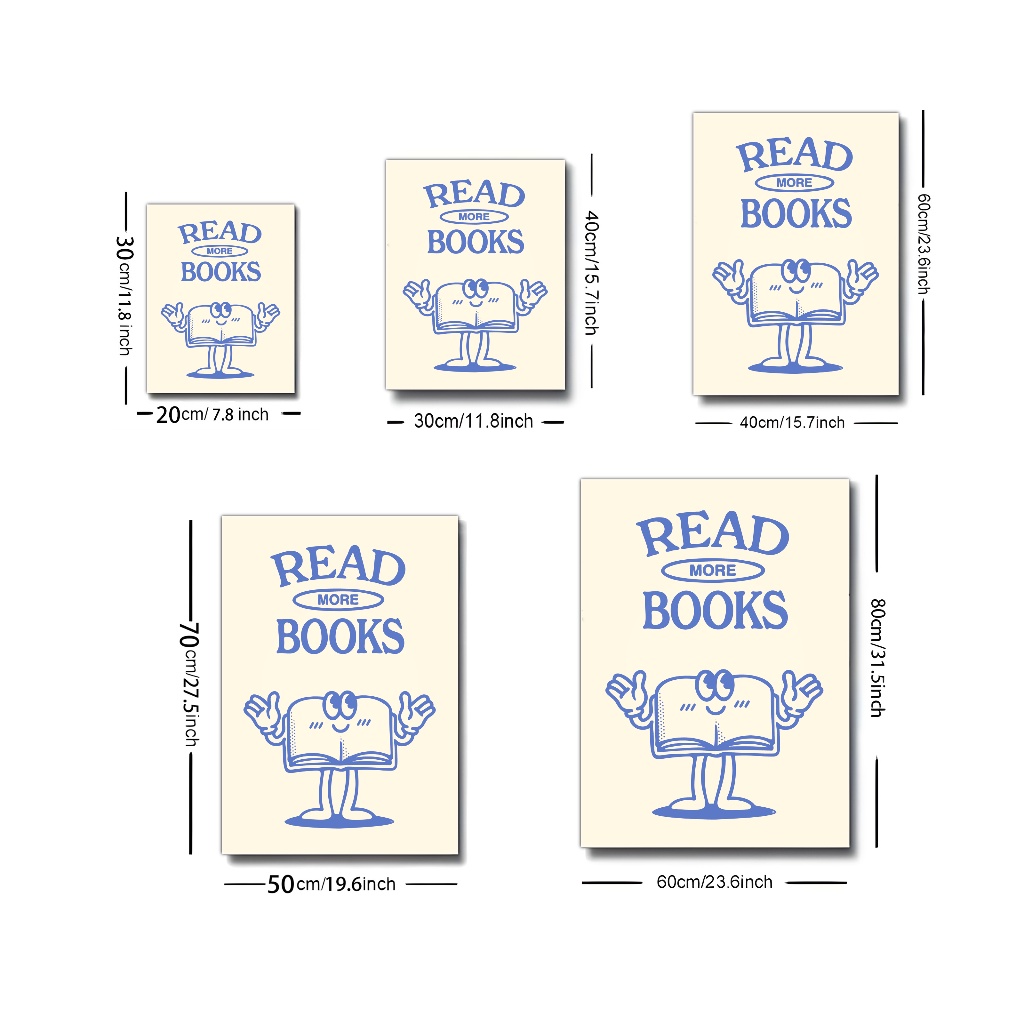 READ
MORE
BOOKS
30cm/11.8 inch
20cm/ 7.8 inch
READ
MORE
BOOKS
40cm/15.7inch
30cm/11.8inch
READ
MORE
BOOKS
60cm/23.6inch
40cm/15.7inch
READ
MORE
BOOKS
70cm/27.5inch
50cm/19.6inch
READ
MORE
BOOKS
80cm/31.5inch
60cm/23.6inch